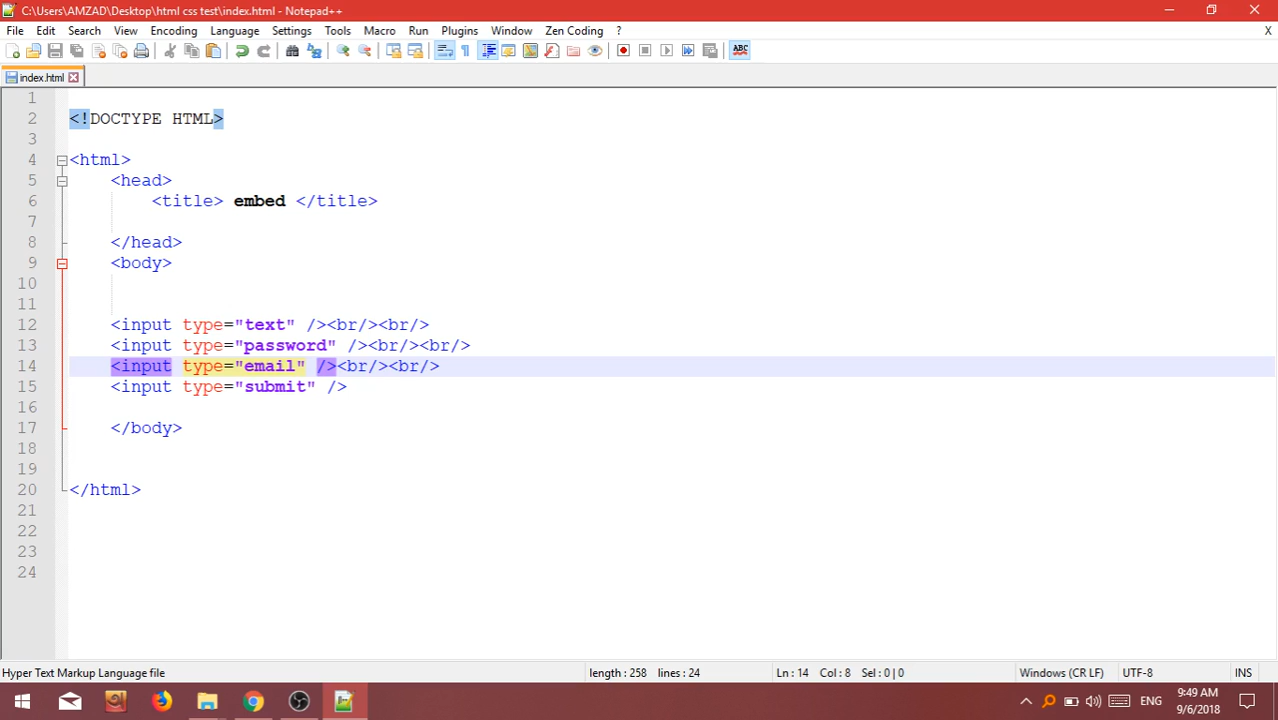 C:\Users\AMZAD\Desktop\html css test\index.html - Notepad++
File Edit Search View Encoding Language Settings Tools Macro Run Plugins Window Zen Coding ? X
ABC
index.html
1
2 <!DOCTYPE HTML>
3
4 <html>
5 <head>
6 <title> embed </title>
7
8 </head>
9 <body>
10
11
12 <input type="text" /><br/><br/>
13 <input type="password" /><br/><br/>
14 <input type="email" /><br/><br/>
15 <input type="submit" />
16
17 </body>
18
19
20 </html>
21
22
23
24
Hyper Text Markup Language file length : 258 lines : 24 Ln : 14 Col : 8 Sel : 0 | 0 Windows (CR LF) UTF-8 INS
ENG
9:49 AM
9/6/2018